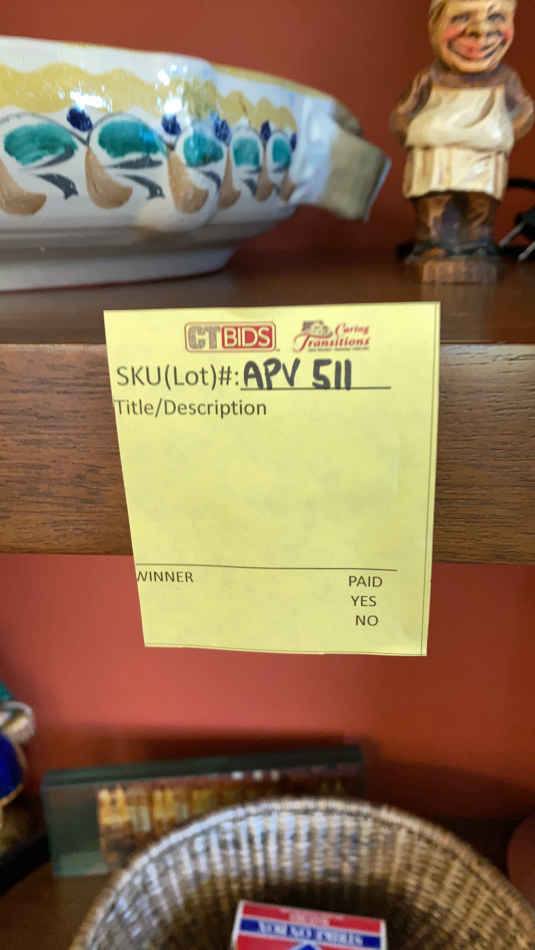 CTBIDS
Caring
Transitions
SKU(Lot)#: APV 511
Title/Description
WINNER
PAID
YES
NO